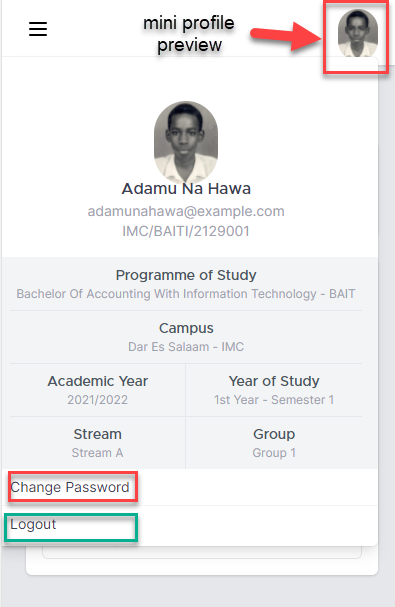 mini profile
preview
Adamu Na Hawa
adamunahawa@example.com
IMC/BAITI/2129001
Programme of Study
Bachelor Of Accounting With Information Technology - BAIT
Campus
Dar Es Salaam - IMC
Academic Year
2021/2022
Year of Study
1st Year - Semester 1
Stream
Stream A
Group
Group 1
Change Password
Logout